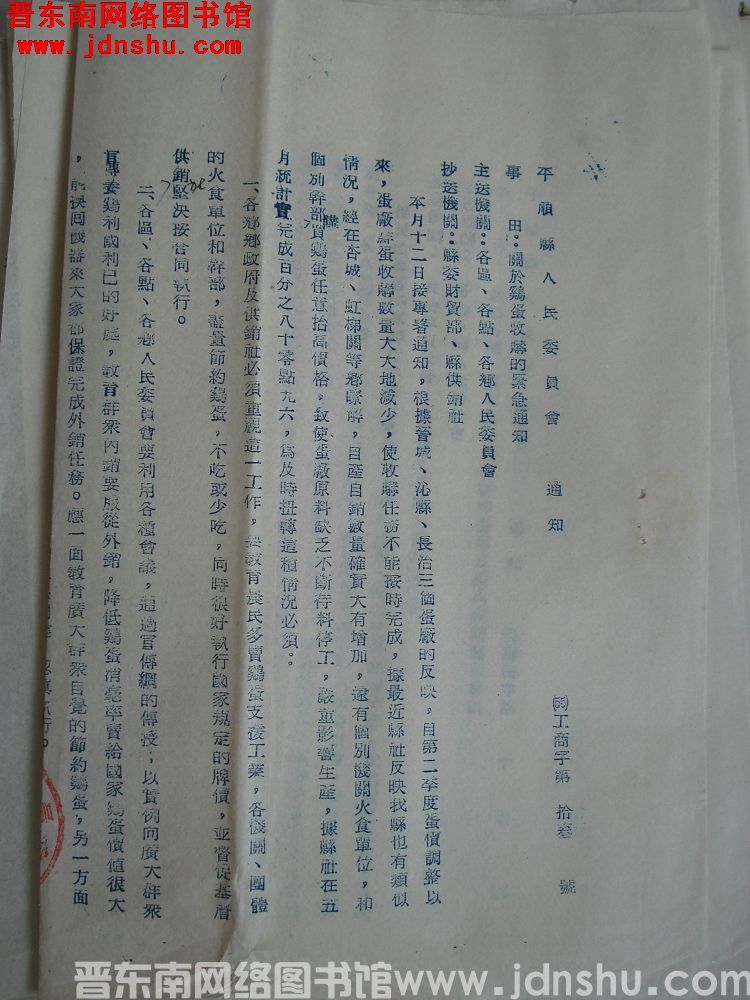 晋东南网络图书馆
www.jdnshu.com
平順縣人民委員會 通知
㈤工商字第 拾叁 號
事 由：關於鷄蛋收購的緊急通知
主送機關：各區、各點、各鄉人民委員會
抄送機關：縣委財貿部、縣供銷社
本月十二日接專署通知，根據晉城、沁縣、長治三個蛋廠的反映，自第二季度蛋價調整以
來，蛋廠鮮蛋收購數量大大地減少，使收購任務不能按時完成，據最近縣社反映我縣也有類似
情況，經在杏城、虹梯關等鄉瞭解，自產自銷數量確實大有增加，還有個別機關火食單位，和
個別幹部購買鷄蛋任意抬高價格，致使蛋廠原料缺乏不斷待料停工，嚴重影響生產，據縣社在五
月統計實完成百分之八十零點九六，爲及時扭轉這種情況必須：
一、各鄉鄉政府及供銷社必須重視這一工作，要教育農民多賣鷄蛋支援工業，各機關、團體
的火食單位和幹部，盡量節約鷄蛋，不吃或少吃，同時很好執行國家規定的牌價，並督促基層
供銷社堅決按合同執行。
二、各區、各點、各鄉人民委員會要利用各種會議，通過宣傳網的傳授；以實例向廣大群衆
宣傳養鷄利國利己的好處，教育群衆內銷要服從外銷，降低鷄蛋消毫率賣給國家鷄蛋價値很大
，能換回機器來大家都保證完成外銷任務。應一面教育廣大群衆自覺的節約鷄蛋，另一方面
執行。
晋东南网络图书馆www.jdnshu.com